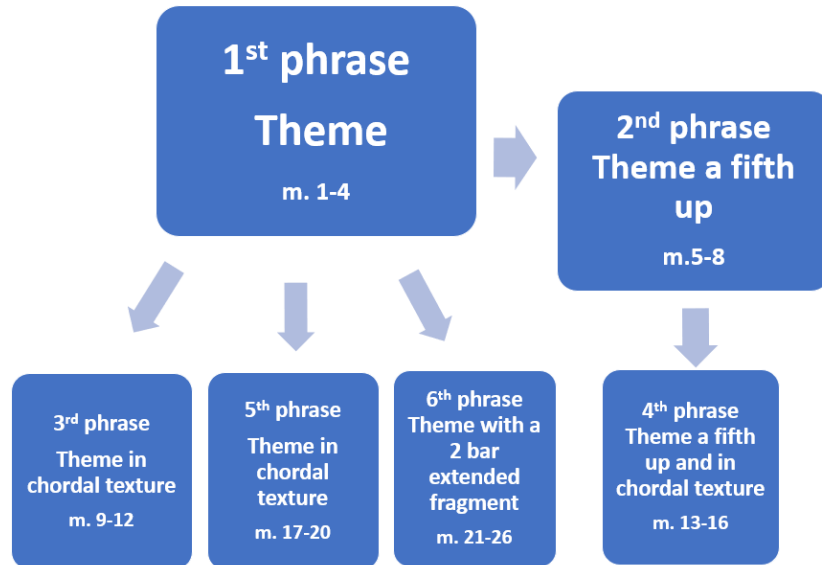 1st phrase
Theme
m. 1-4
2nd phrase
Theme a fifth
up
m.5-8
3rd phrase
Theme in
chordal texture
m. 9-12
5th phrase
Theme in
chordal
texture
m. 17-20
6th phrase
Theme with a
2 bar
extended
fragment
m. 21-26
4th phrase
Theme a fifth
up and in
chordal texture
m. 13-16